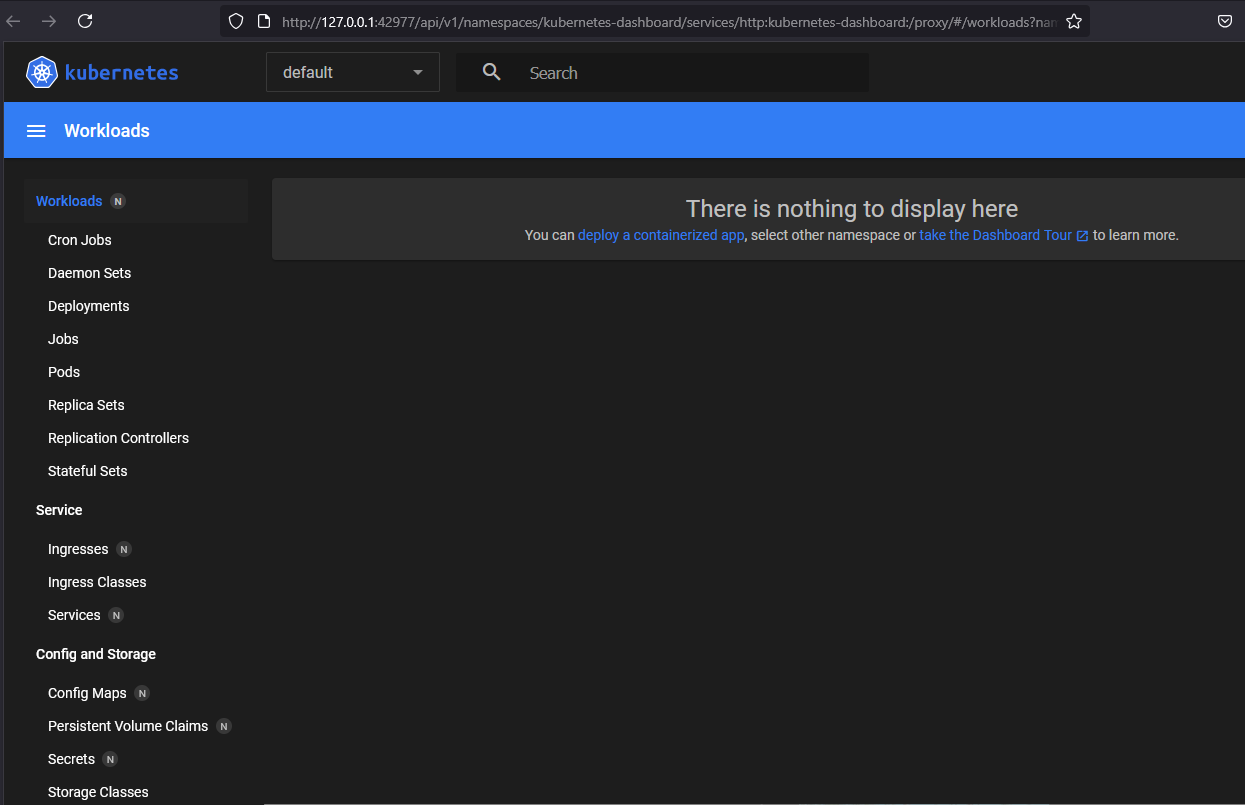 http://127.0.0.1:42977/api/v1/namespaces/kubernetes-dashboard/services/http:kubernetes-dashboard:/proxy/#/workloads?nam
kubernetes
default
Search
Workloads
Workloads N
There is nothing to display here
You can deploy a containerized app, select other namespace or take the Dashboard Tour to learn more.
Cron Jobs
Daemon Sets
Deployments
Jobs
Pods
Replica Sets
Replication Controllers
Stateful Sets
Service
Ingresses N
Ingress Classes
Services N
Config and Storage
Config Maps N
Persistent Volume Claims N
Secrets N
Storage Classes